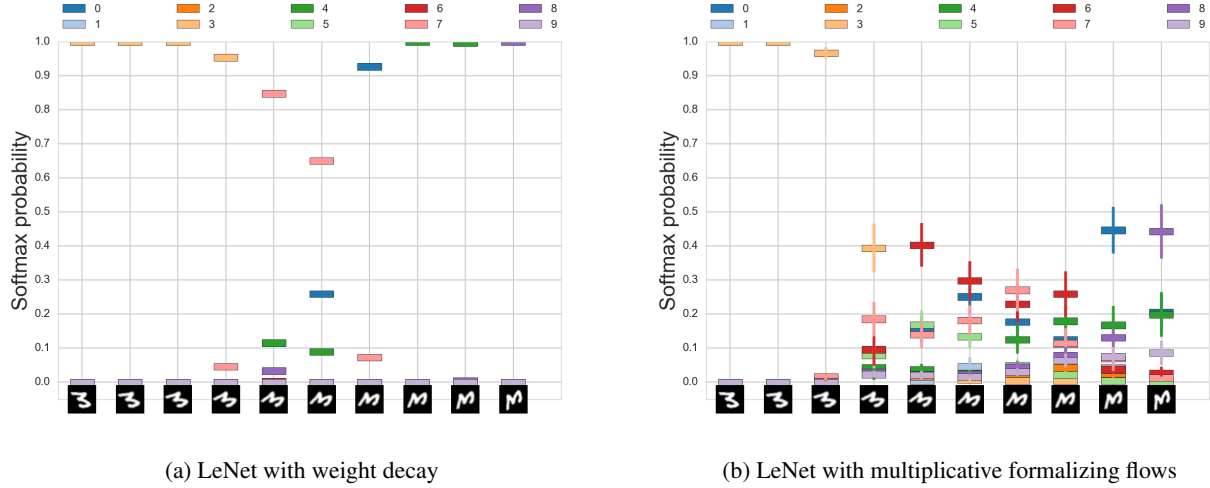 0 2 4 6 8
1 3 5 7 9
1.0
0.9
0.8
0.7
0.6
0.5
0.4
0.3
0.2
0.1
0.0
Softmax probability
(a) LeNet with weight decay
0 2 4 6 8
1 3 5 7 9
1.0
0.9
0.8
0.7
0.6
0.5
0.4
0.3
0.2
0.1
0.0
Softmax probability
(b) LeNet with multiplicative formalizing flows